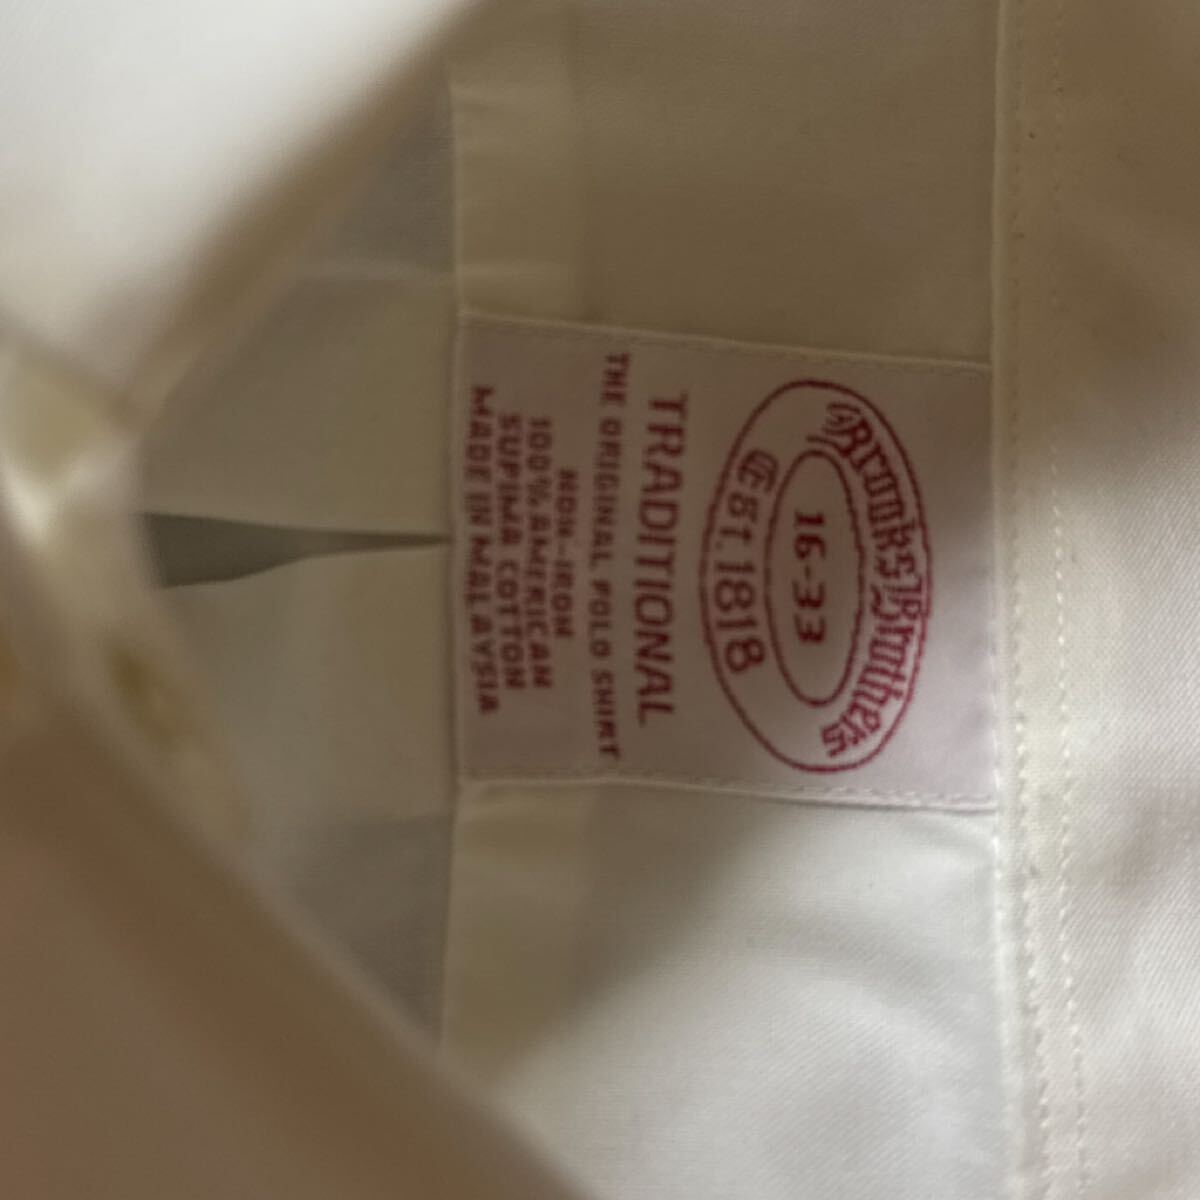 Brooks Brothers
16-33
Est. 1818
TRADITIONAL
THE ORIGINAL POLO SHIRT
NON-IRON
100% AMERICAN
SUPIMA COTTON
MADE IN MALAYSIA